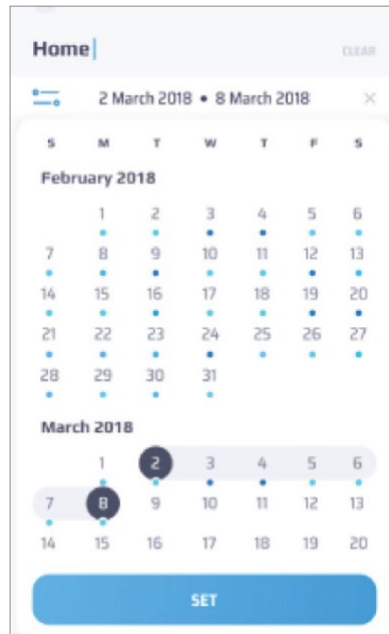 Home CLEAR
2 March 2018 • 8 March 2018 ×
S M T W T F S
February 2018
1 2 3 4 5 6
7 8 9 10 11 12 13
14 15 16 17 18 19 20
21 22 23 24 25 26 27
28 29 30 31
March 2018
1 2 3 4 5 6
7 8 9 10 11 12 13
14 15 16 17 18 19 20
SET